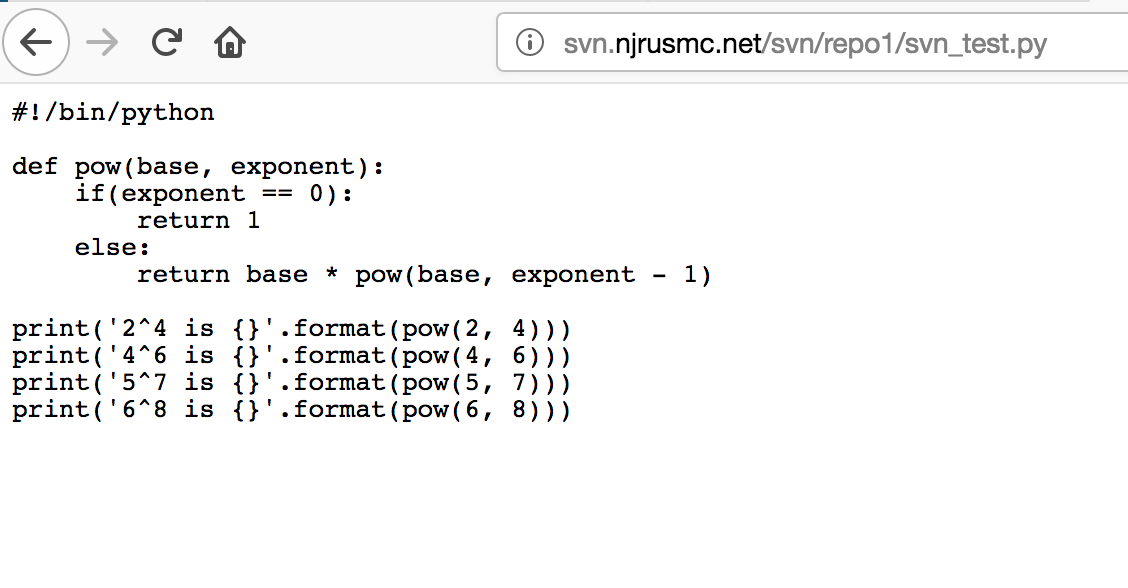 svn.njrusmc.net/svn/repo1/svn_test.py
#!/bin/python
def pow(base, exponent):
    if(exponent == 0):
        return 1
    else:
        return base * pow(base, exponent - 1)
print('2^4 is {}'.format(pow(2, 4)))
print('4^6 is {}'.format(pow(4, 6)))
print('5^7 is {}'.format(pow(5, 7)))
print('6^8 is {}'.format(pow(6, 8)))